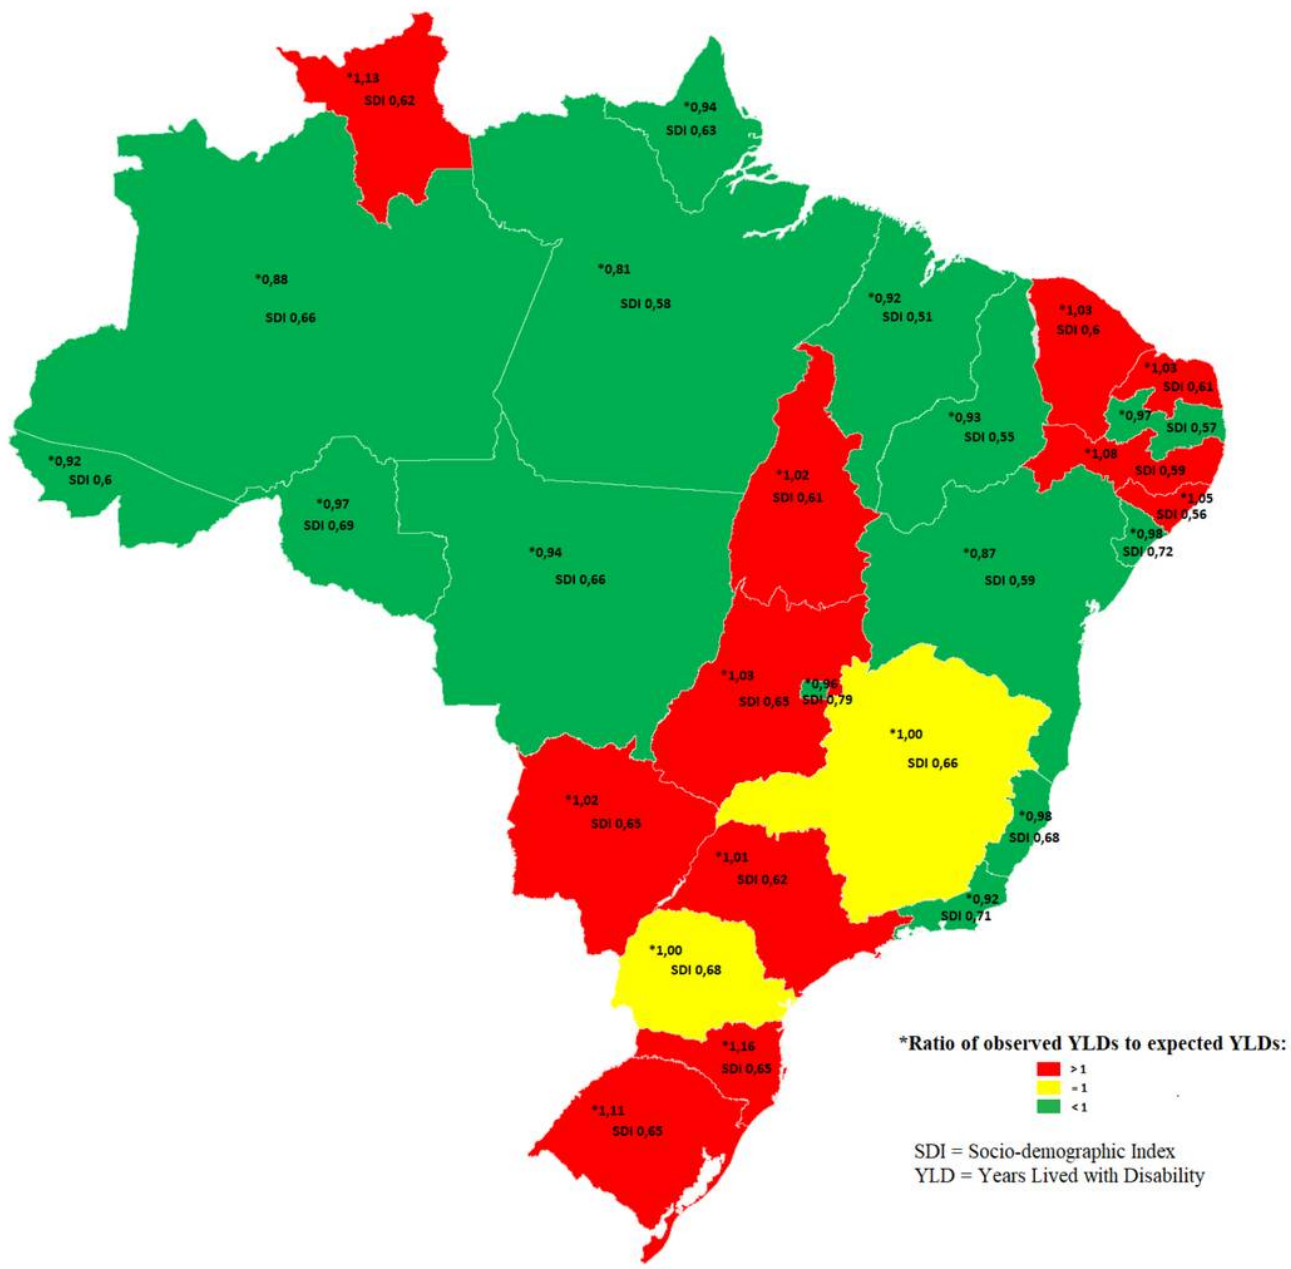 *1,13
SDI 0,62
*0,94
SDI 0,63
*0,88
SDI 0,66
*0,81
SDI 0,58
*0,92
SDI 0,51
*1,03
SDI 0,6
*1,03
SDI 0,61
*0,97
SDI 0,57
*0,93
SDI 0,55
*1,08
SDI 0,59
*1,05
SDI 0,56
*0,98
SDI 0,72
*0,92
SDI 0,6
*0,97
SDI 0,69
*0,94
SDI 0,66
*1,02
SDI 0,61
*0,87
SDI 0,59
*1,03
SDI 0,65
*0,96
SDI 0,79
*1,00
SDI 0,66
*1,02
SDI 0,65
*0,98
SDI 0,68
*1,01
SDI 0,62
*0,92
SDI 0,71
*1,00
SDI 0,68
*1,16
SDI 0,65
*1,11
SDI 0,65
*Ratio of observed YLDs to expected YLDs:
> 1
= 1
< 1
SDI = Socio-demographic Index
YLD = Years Lived with Disability